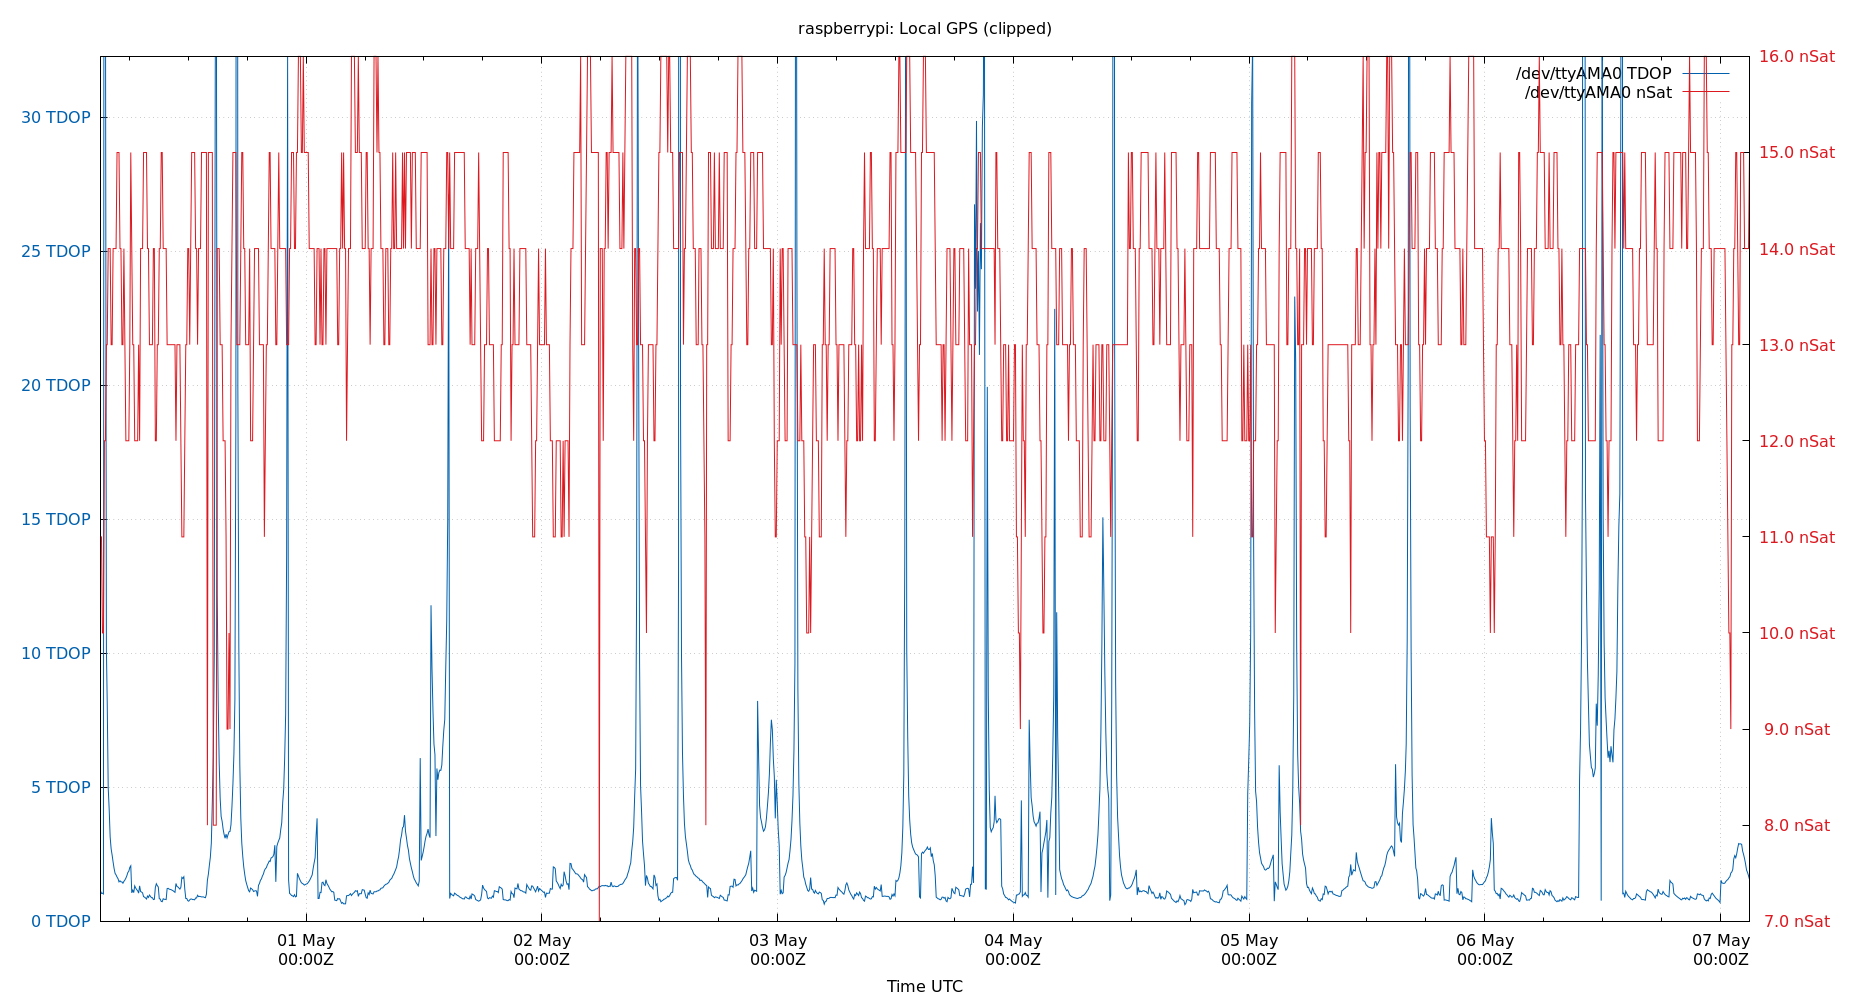 raspberrypi: Local GPS (clipped)
/dev/ttyAMA0 TDOP
/dev/ttyAMA0 nSat
30 TDOP
25 TDOP
20 TDOP
15 TDOP
10 TDOP
5 TDOP
0 TDOP
16.0 nSat
15.0 nSat
14.0 nSat
13.0 nSat
12.0 nSat
11.0 nSat
10.0 nSat
9.0 nSat
8.0 nSat
7.0 nSat
01 May
00:00Z
02 May
00:00Z
03 May
00:00Z
04 May
00:00Z
05 May
00:00Z
06 May
00:00Z
07 May
00:00Z
Time UTC